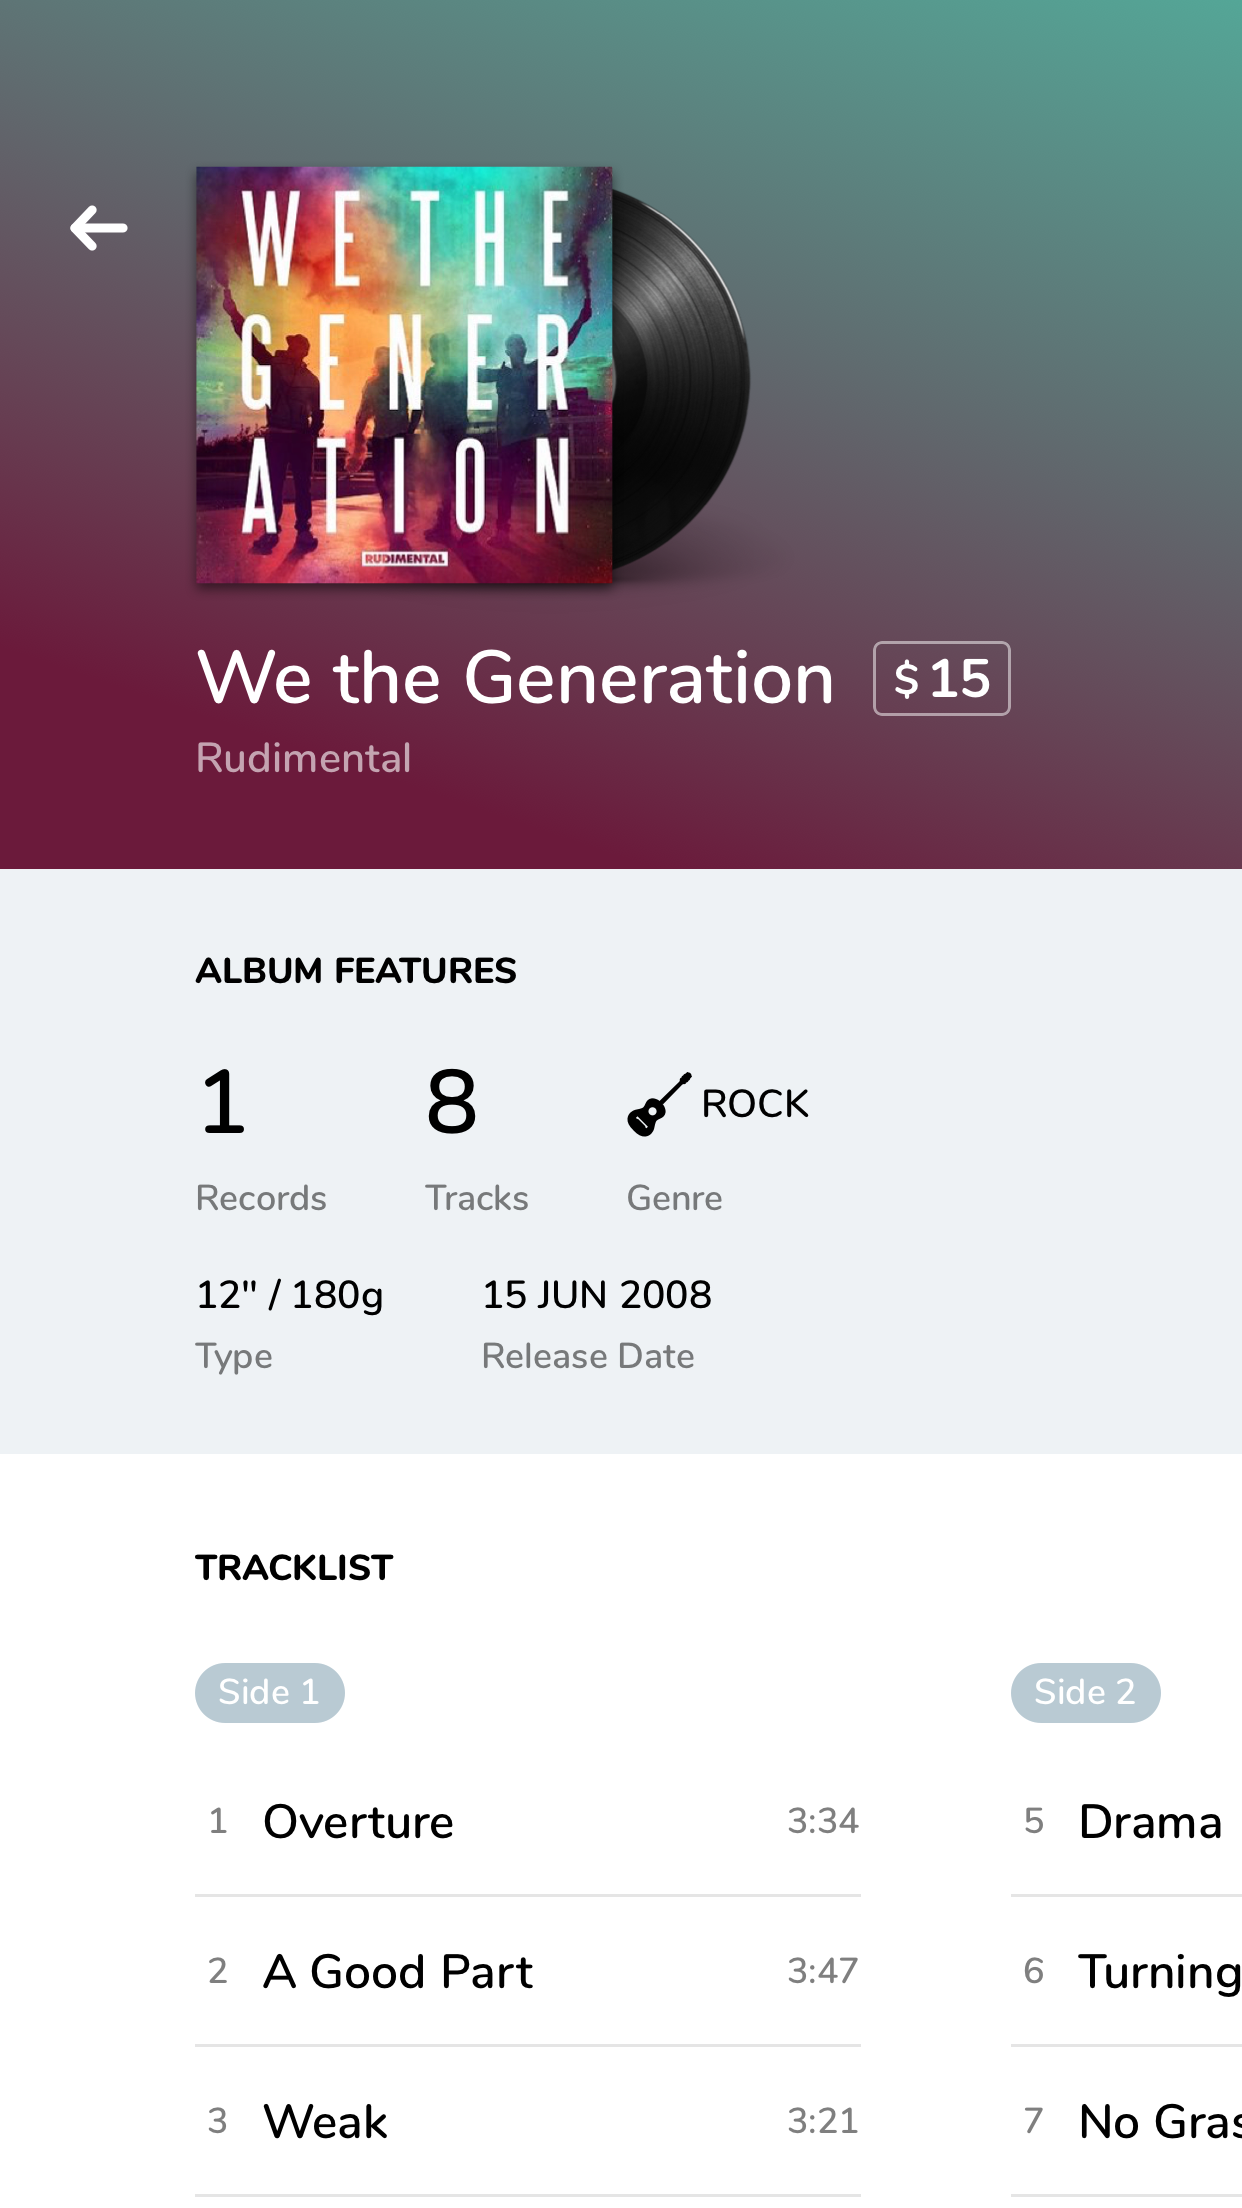 WE THE
GENER
ATION
RUDIMENTAL
We the Generation
$ 15
Rudimental
ALBUM FEATURES
1 8 ROCK
Records Tracks Genre
12" / 180g 15 JUN 2008
Type Release Date
TRACKLIST
Side 1 Side 2
1 Overture 3:34 5 Drama
2 A Good Part 3:47 6 Turning
3 Weak 3:21 7 No